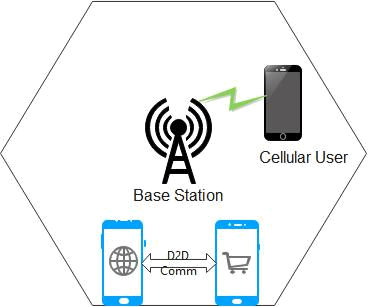 Cellular User
Base Station
D2D
Comm